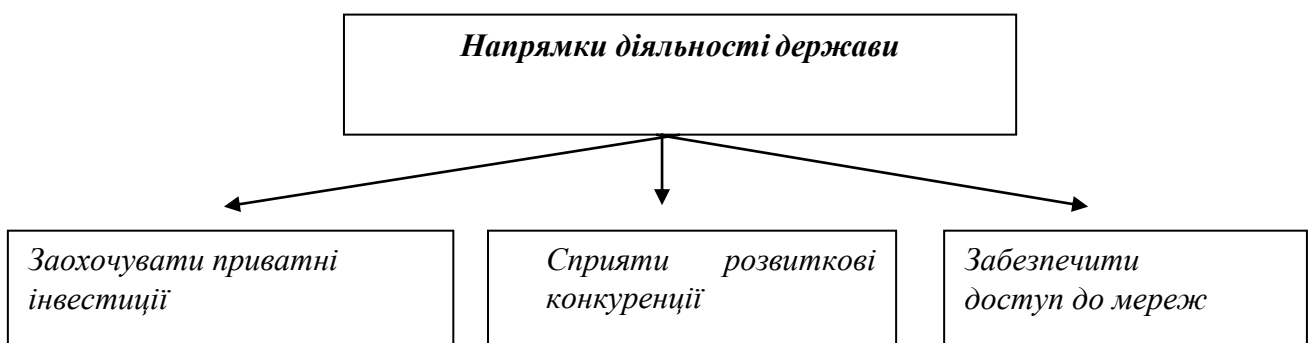 Напрямки діяльності держави
Заохочувати приватні
інвестиції
Сприяти розвиткові
конкуренції
Забезпечити
доступ до мереж